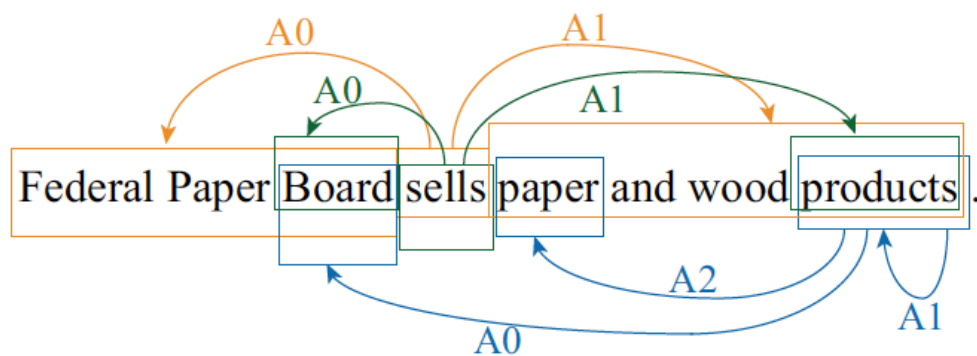 A0 A1
A0 A1
Federal Paper Board sells paper and wood products .
A2
A0 A1